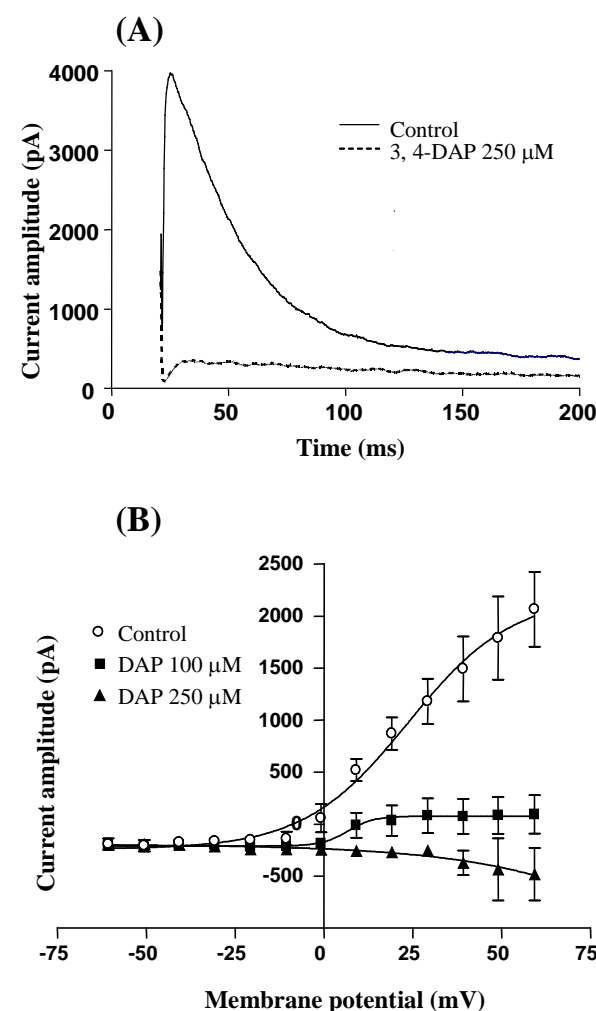 (A)
4000
3000
2000
1000
0
Current amplitude (pA)
Control
3, 4-DAP 250 μM
0 50 100 150 200
Time (ms)
(B)
2500
2000
1500
1000
500
0
-500
Current amplitude (pA)
Control
DAP 100 μM
DAP 250 μM
-75 -50 -25 0 25 50 75
Membrane potential (mV)